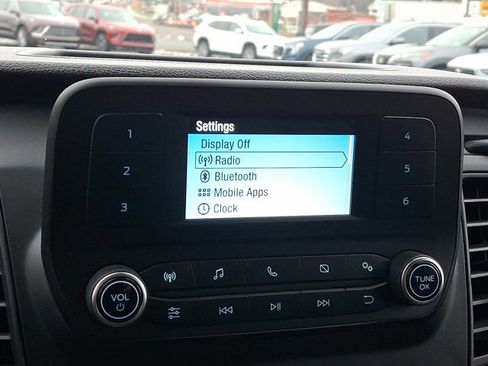 Settings
Display Off
Radio
Bluetooth
Mobile Apps
Clock
1
2
3
4
5
6
VOL
TUNE
OK